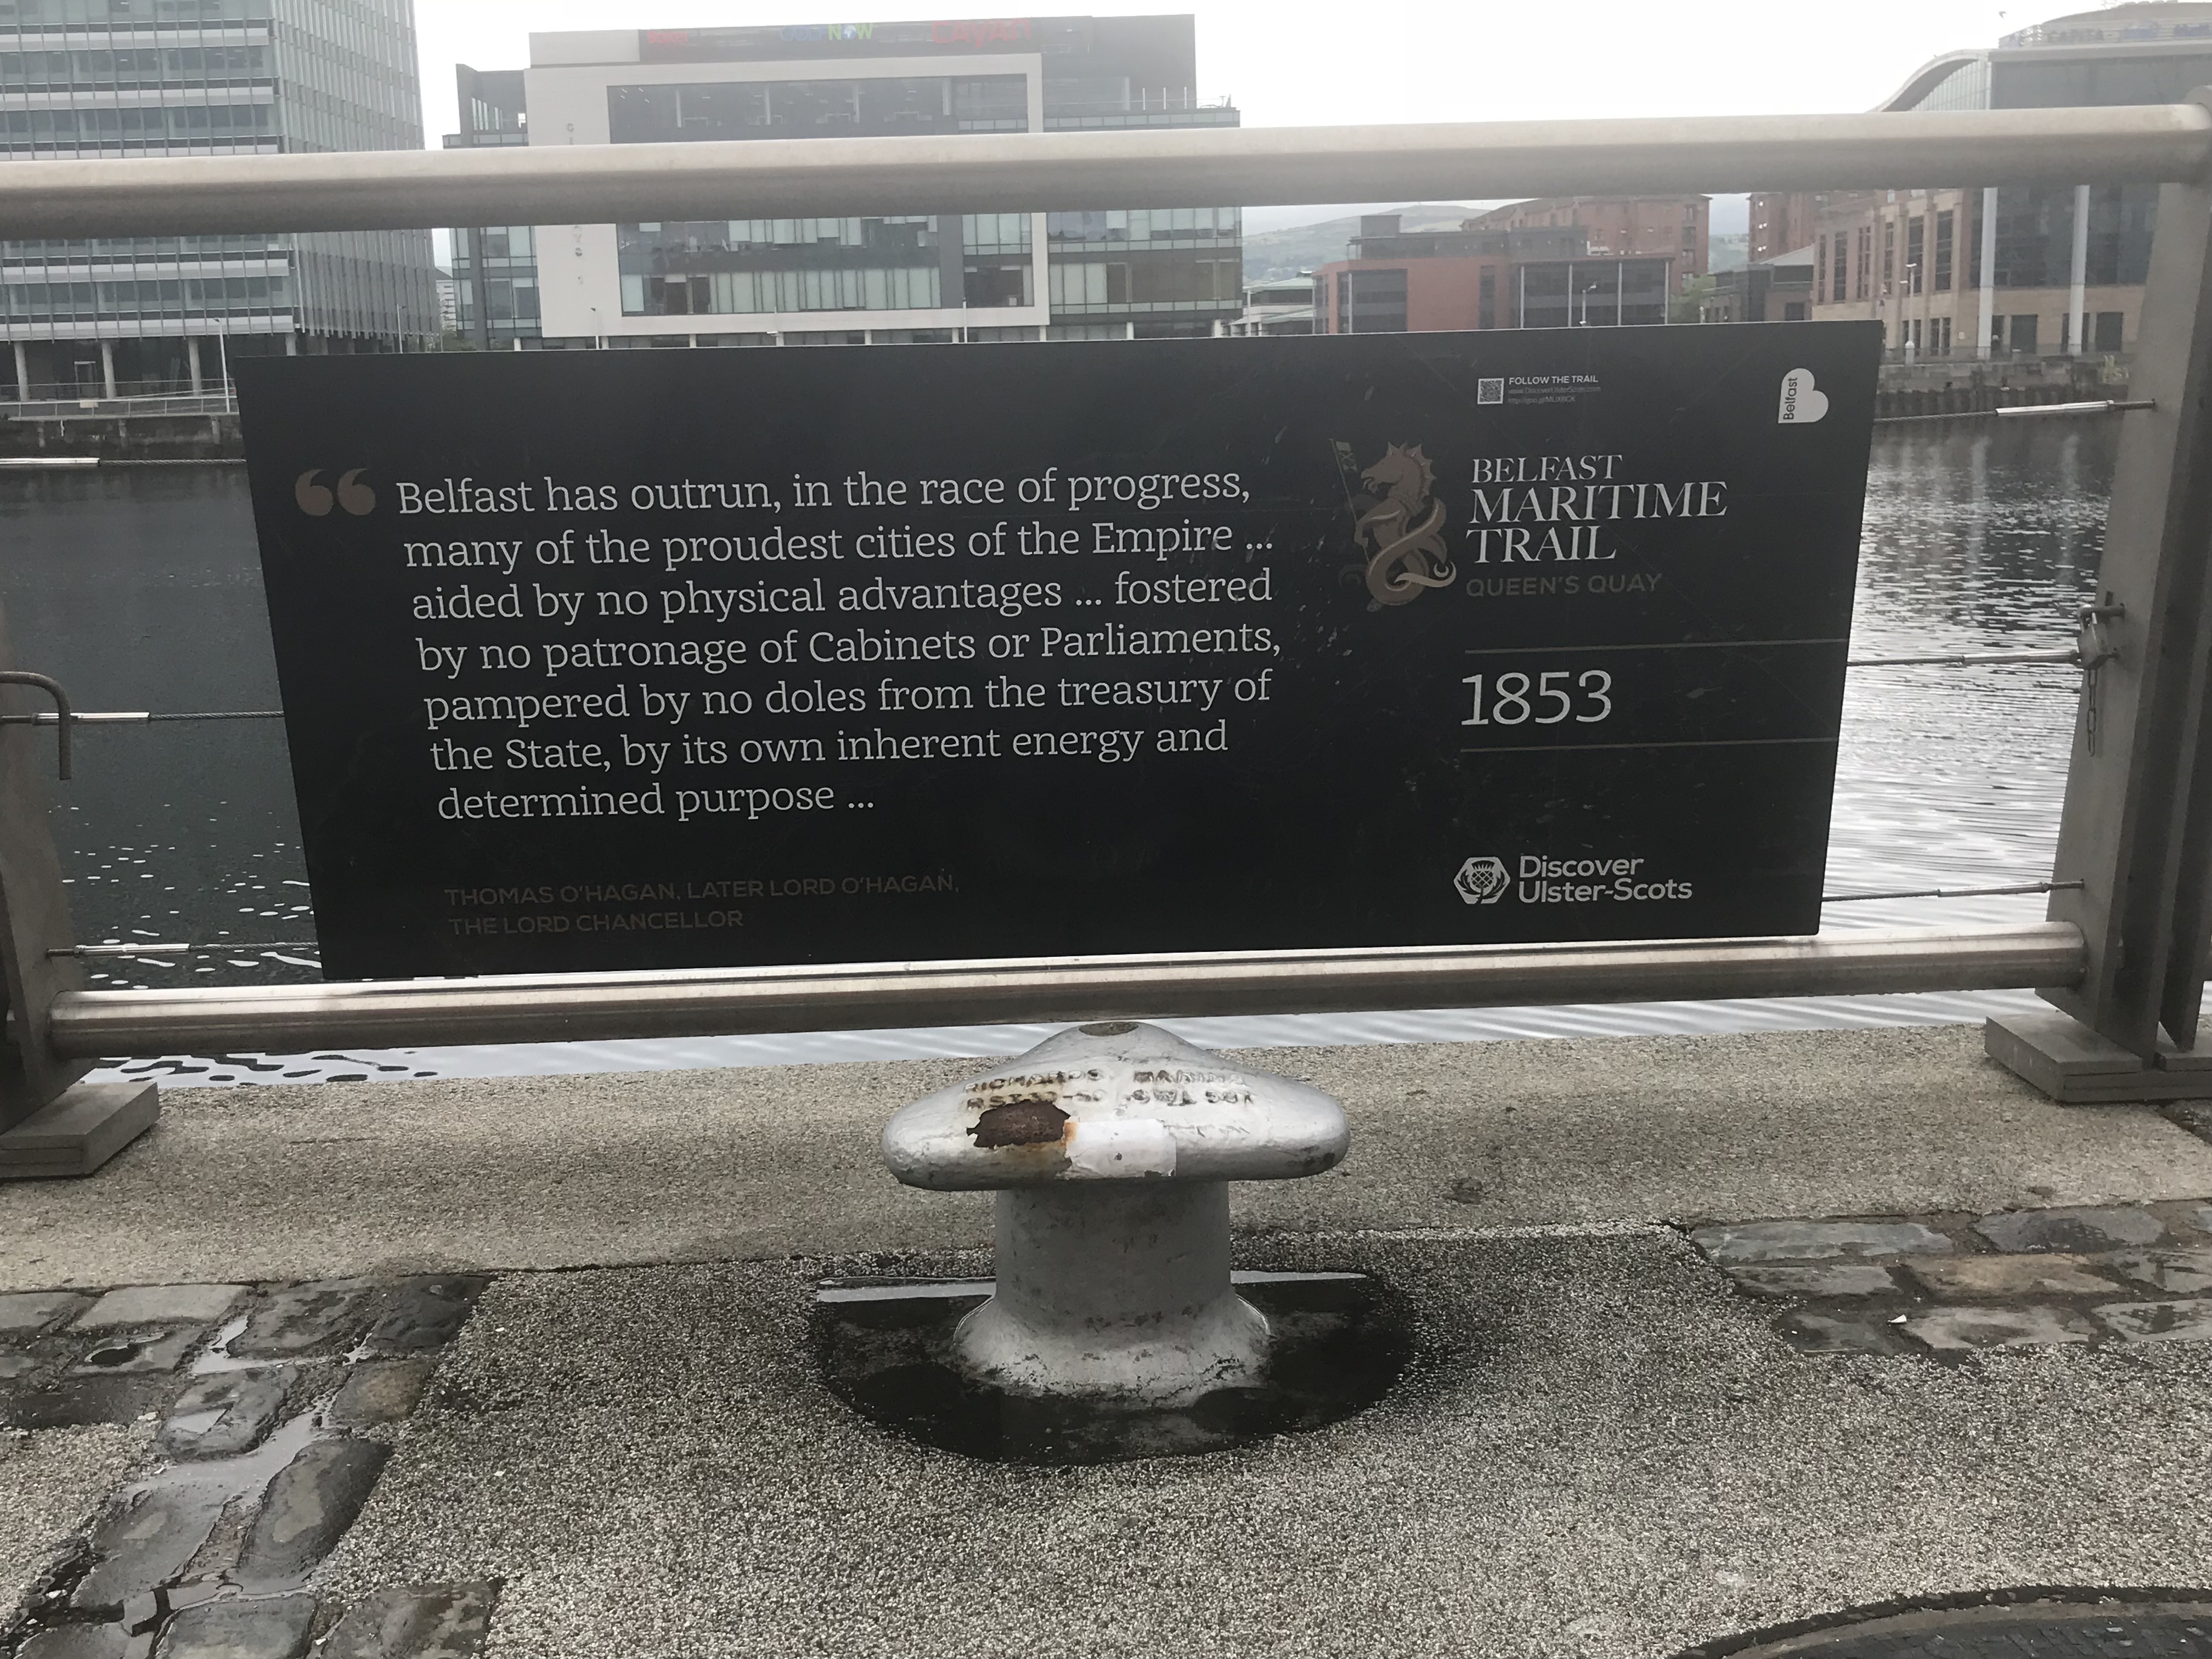 NOW
CAPITA
FOLLOW THE TRAIL
Belfast
Belfast has outrun, in the race of progress,
many of the proudest cities of the Empire ...
aided by no physical advantages ... fostered
by no patronage of Cabinets or Parliaments,
pampered by no doles from the treasury of
the State, by its own inherent energy and
determined purpose ...
THOMAS O'HAGAN, LATER LORD O'HAGAN,
THE LORD CHANCELLOR
BELFAST
MARITIME
TRAIL
QUEEN'S QUAY
1853
Discover
Ulster-Scots